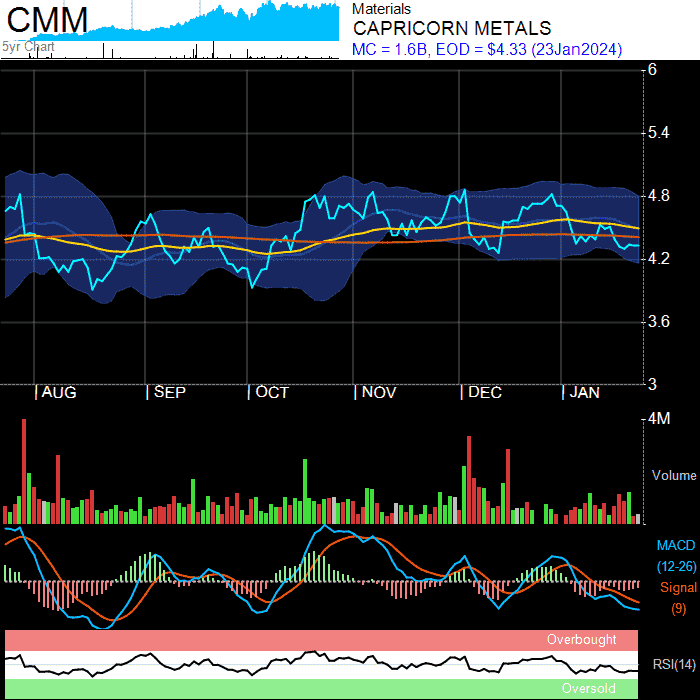 CMM
5yr Chart
Materials
CAPRICORN METALS
MC = 1.6B, EOD = $4.33 (23Jan2024)
6
5.4
4.8
4.2
3.6
3
AUG
SEP
OCT
NOV
DEC
JAN
4M
Volume
MACD
(12-26)
Signal
(9)
Overbought
RSI(14)
Oversold